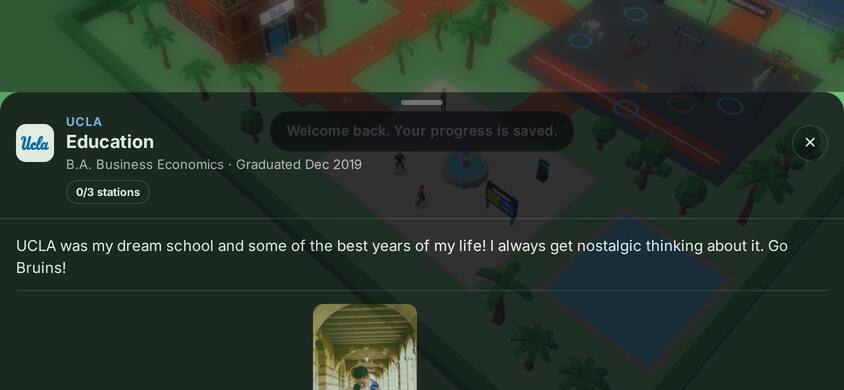 Welcome back. Your progress is saved.
UCLA
Ucla
Education
B.A. Business Economics · Graduated Dec 2019
0/3 stations
UCLA was my dream school and some of the best years of my life! I always get nostalgic thinking about it. Go
Bruins!